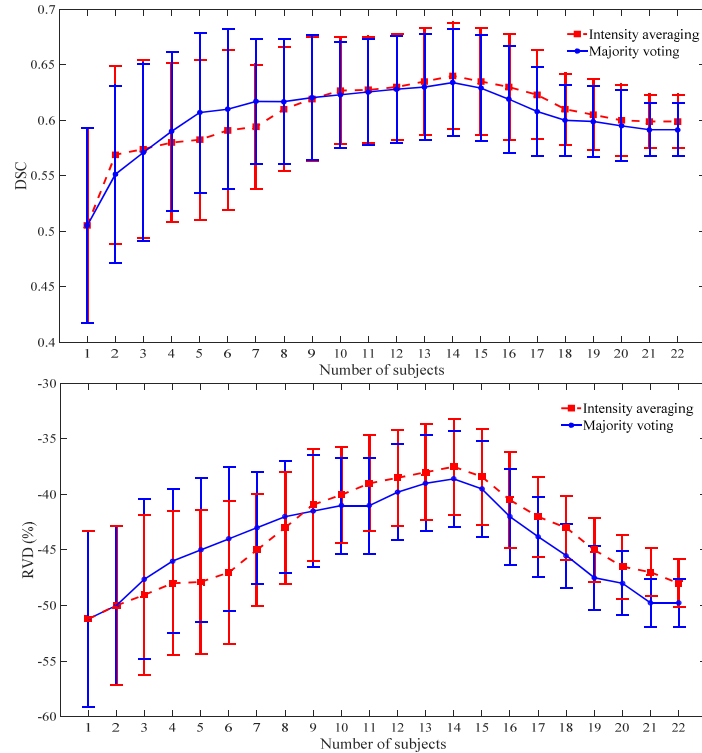 0.7
0.65
0.6
0.55
0.5
0.45
0.4
DSC
Intensity averaging
Majority voting
1 2 3 4 5 6 7 8 9 10 11 12 13 14 15 16 17 18 19 20 21 22
Number of subjects
-30
-35
-40
-45
-50
-55
-60
RVD (%)
Intensity averaging
Majority voting
1 2 3 4 5 6 7 8 9 10 11 12 13 14 15 16 17 18 19 20 21 22
Number of subjects